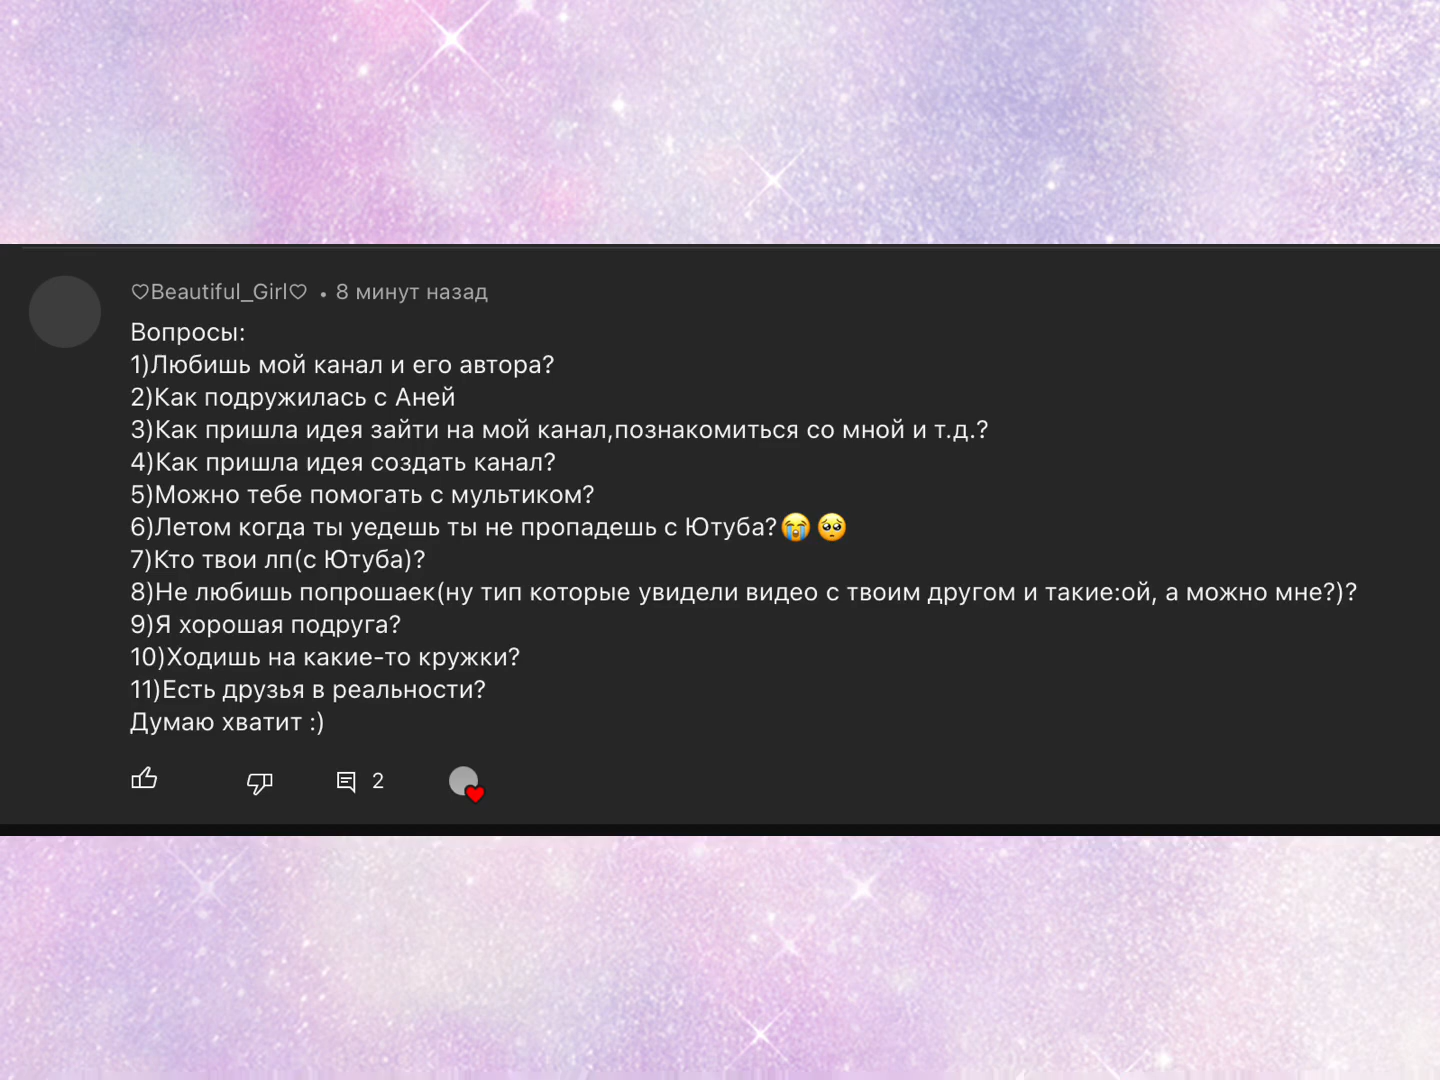 ♡Beautiful_Girl♡ • 8 минут назад
Вопросы:
1)Любишь мой канал и его автора?
2)Как подружилась с Аней
3)Как пришла идея зайти на мой канал,познакомиться со мной и т.д.?
4)Как пришла идея создать канал?
5)Можно тебе помогать с мультиком?
6)Летом когда ты уедешь ты не пропадешь с Ютуба?😭🥺
7)Кто твои лп(с Ютуба)?
8)Не любишь попрошаек(ну тип которые увидели видео с твоим другом и такие:ой, а можно мне?)?
9)Я хорошая подруга?
10)Ходишь на какие-то кружки?
11)Есть друзья в реальности?
Думаю хватит :)
2